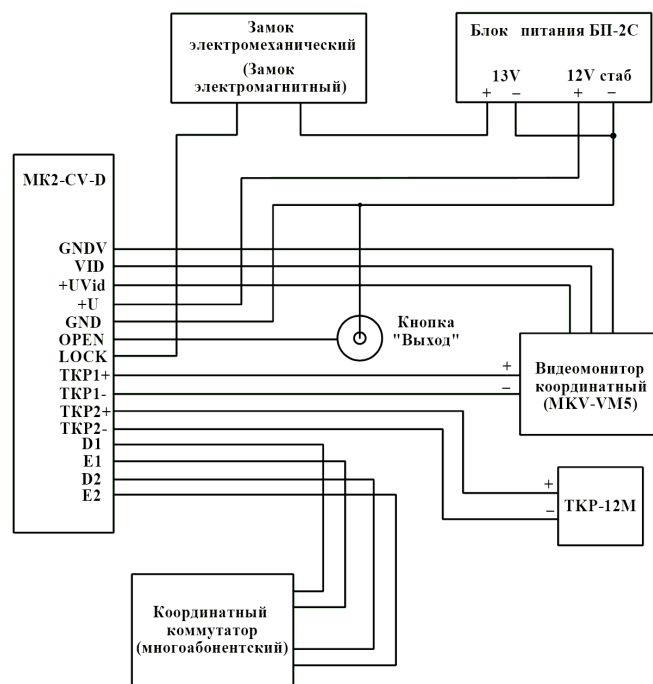 Замок
электромеханический
(Замок
электромагнитный)
Блок питания БП-2С
13V 12V стаб
+ − + −
МК2-CV-D
GNDV
VID
+UVid
+U
GND
OPEN
LOCK
ТКР1+
ТКР1-
ТКР2+
ТКР2-
D1
E1
D2
E2
Кнопка
"Выход"
+
−
Видеомонитор
координатный
(MKV-VM5)
+
−
ТКР-12М
Координатный
коммутатор
(многоабонентский)